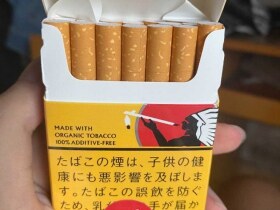 MADE WITH
ORGANIC TOBACCO
100% ADDITIVE-FREE
たばこの煙は、子供の健
康にも悪影響を及ぼしま
す。たばこの誤飲を防ぐ
ため、乳 手が届か